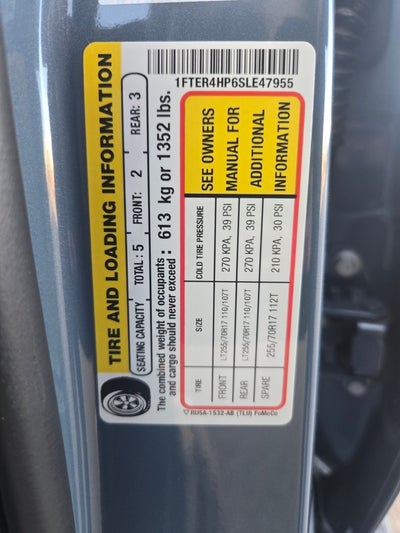 1FTER4HP6SLE47955
TIRE AND LOADING INFORMATION
SEATING CAPACITY TOTAL: 5 FRONT: 2 REAR: 3
The combined weight of occupants and cargo should never exceed: 613 kg or 1352 lbs.
TIRE SIZE COLD TIRE PRESSURE SEE OWNERS
FRONT LT255/70R17 110/107T 270 KPA, 39 PSI MANUAL FOR
REAR LT255/70R17 110/107T 270 KPA, 39 PSI ADDITIONAL
SPARE 255/70R17 112T 210 KPA, 30 PSI INFORMATION
RU5A-1532-AB (TLU) FoMoCo